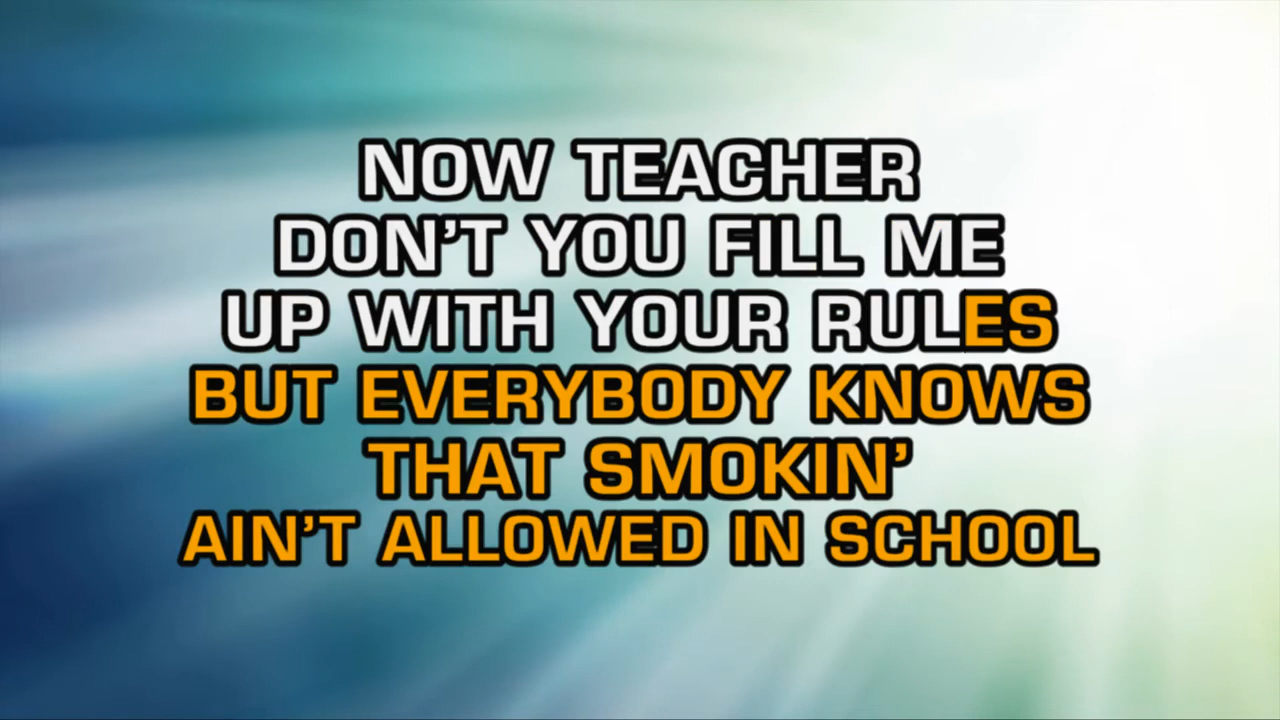 NOW TEACHER
DON'T YOU FILL ME
UP WITH YOUR RULES
BUT EVERYBODY KNOWS
THAT SMOKIN'
AIN'T ALLOWED IN SCHOOL